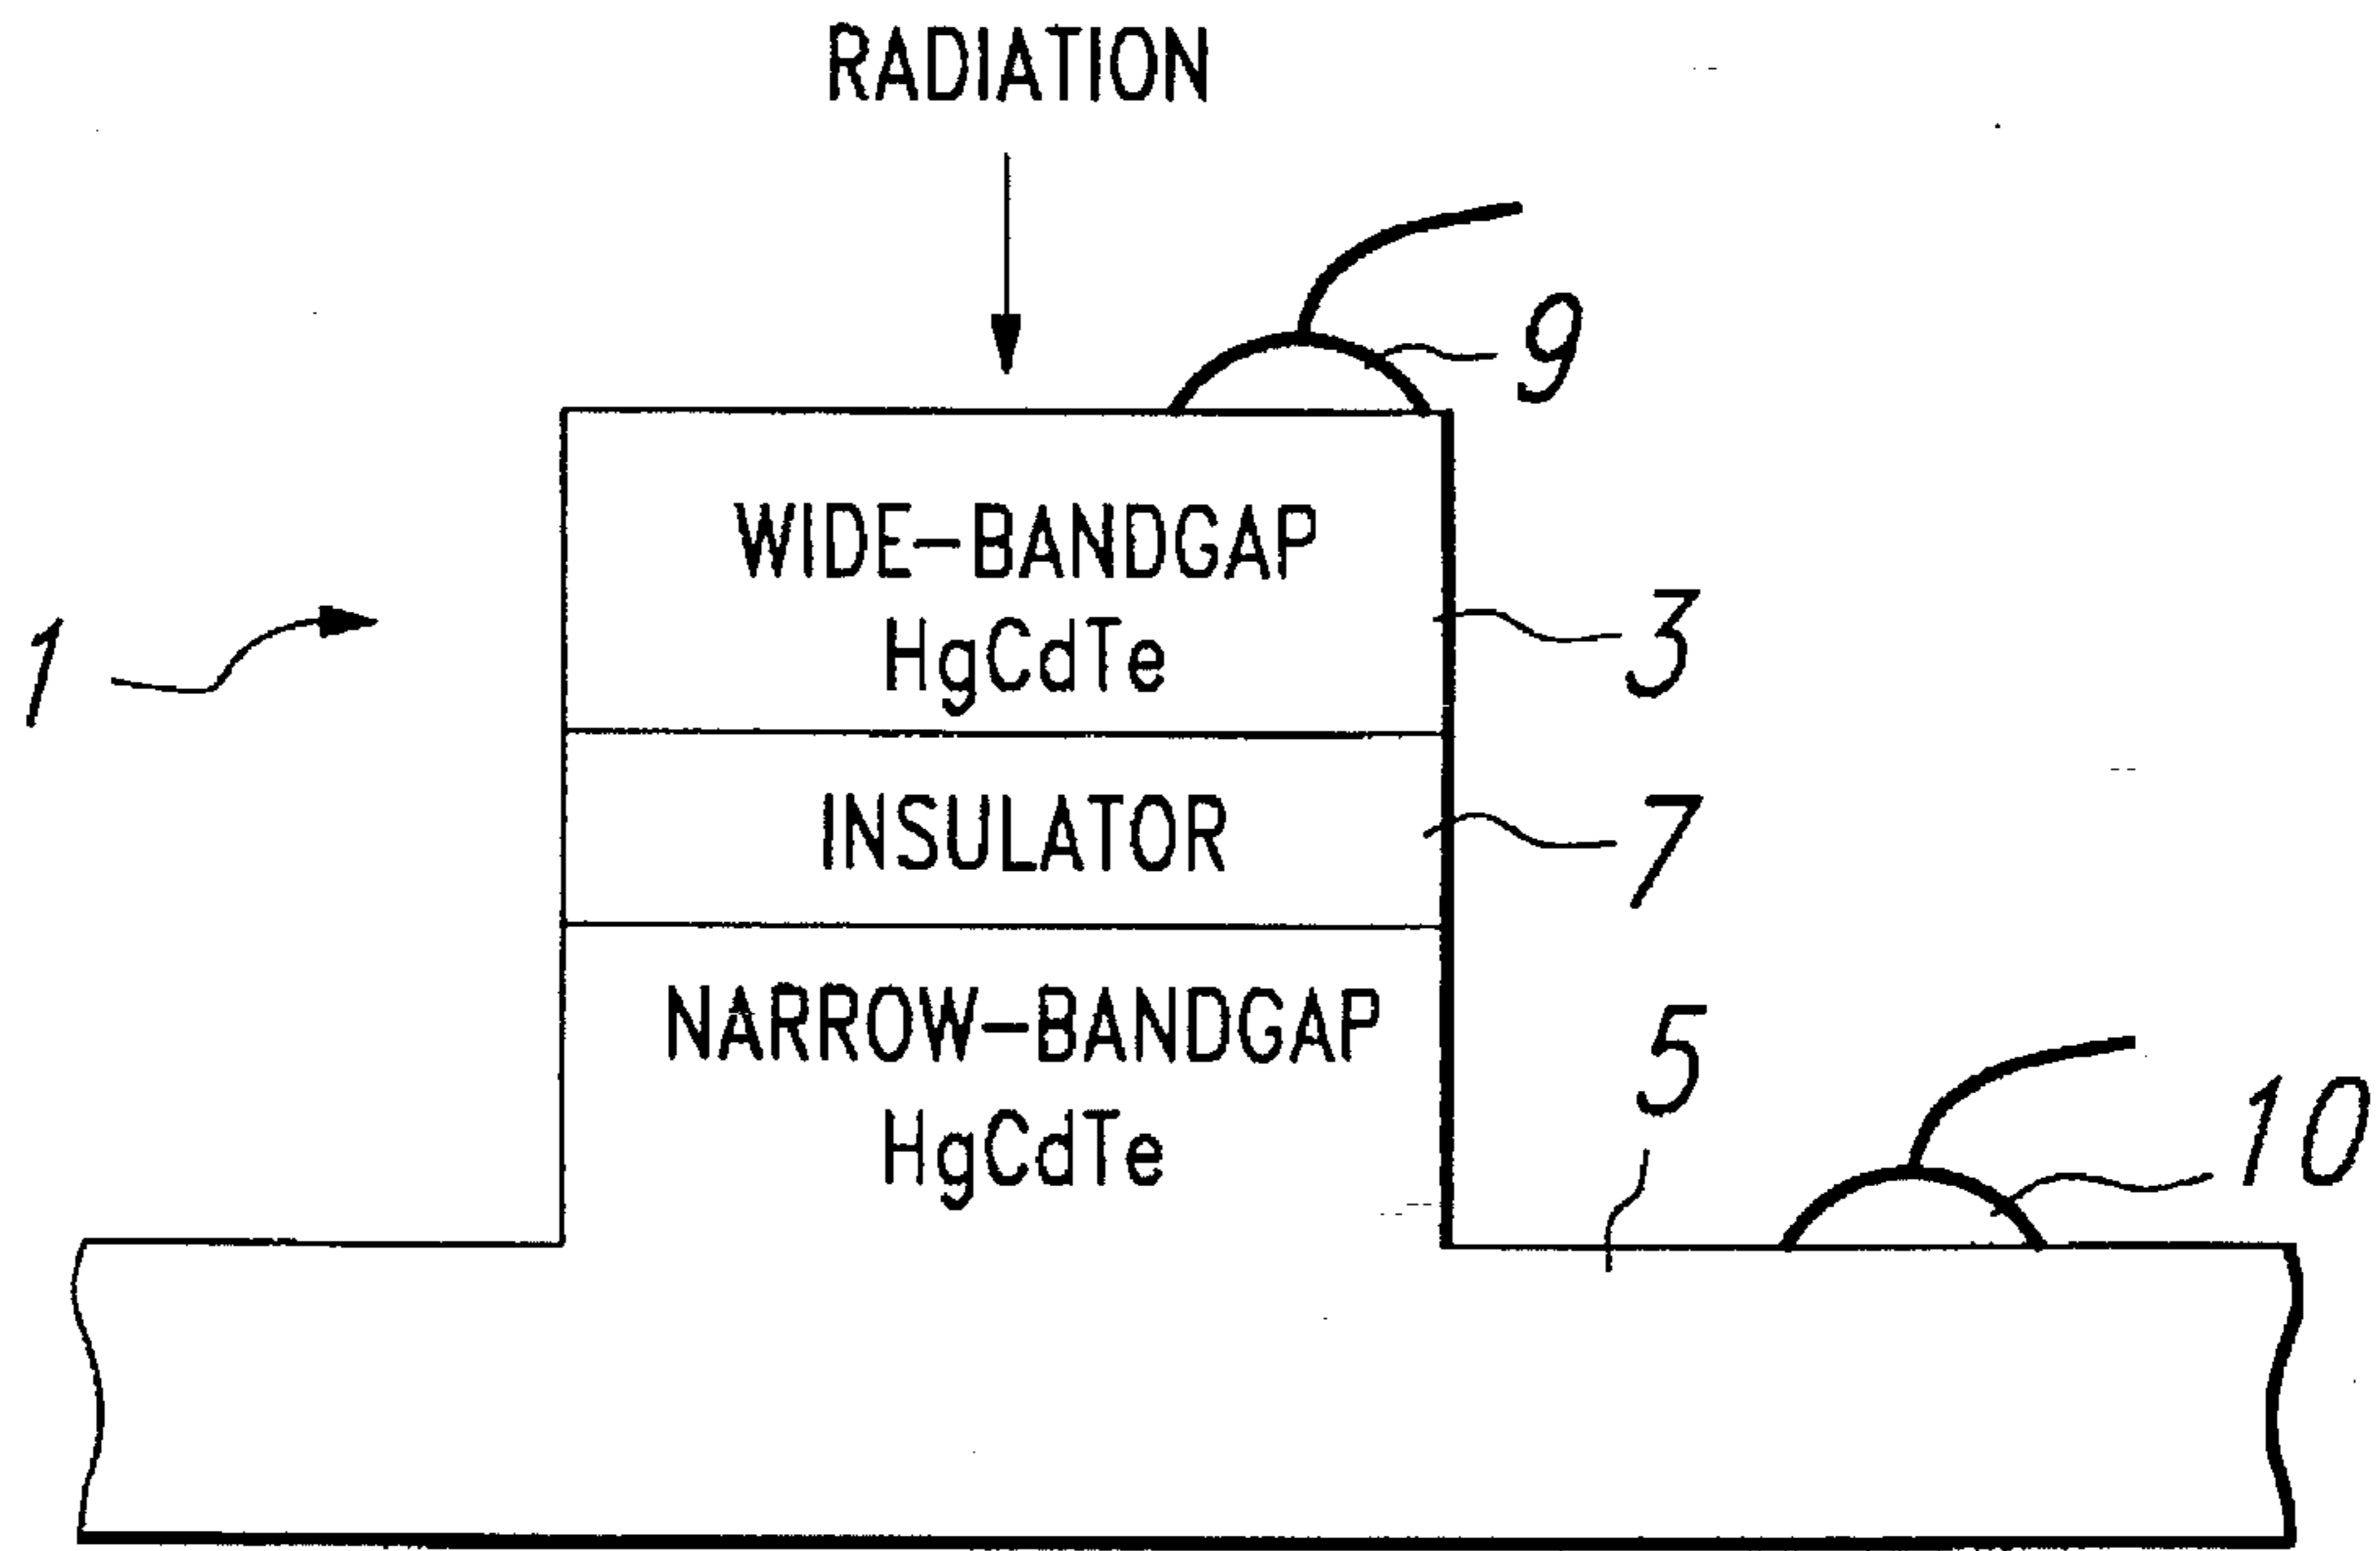 RADIATION
9
WIDE-BANDGAP
HgCdTe
3
1
INSULATOR
7
NARROW-BANDGAP
HgCdTe
5
10